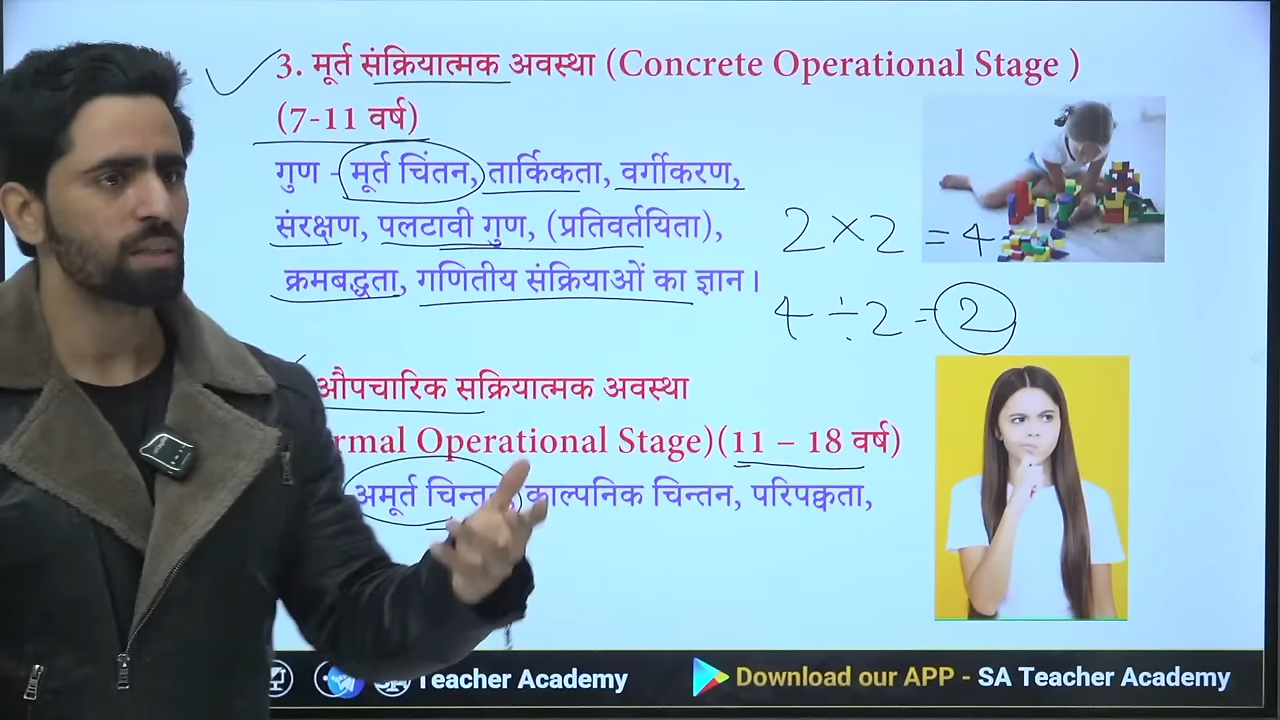 3. मूर्त संक्रियात्मक अवस्था (Concrete Operational Stage )
(7-11 वर्ष)
गुण - मूर्त चिंतन, तार्किकता, वर्गीकरण,
संरक्षण, पलटावी गुण, (प्रतिवर्तयिता),
क्रमबद्धता, गणितीय संक्रियाओं का ज्ञान।
2×2 = 4
4÷2 = 2
औपचारिक सक्रियात्मक अवस्था
rmal Operational Stage)(11 – 18 वर्ष)
अमूर्त चिन्तन, काल्पनिक चिन्तन, परिपक्वता,
Teacher Academy
Download our APP - SA Teacher Academy